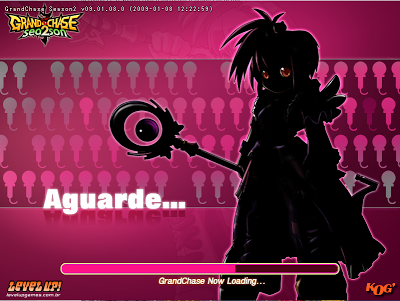 GrandChase Season2 v09.01.08.0 (2009-01-08 12:22:59)
GRAND CHASE
sea2son
Aguarde...
LEVEL UP!
levelupgames.com.br
GrandChase Now Loading...
KOG